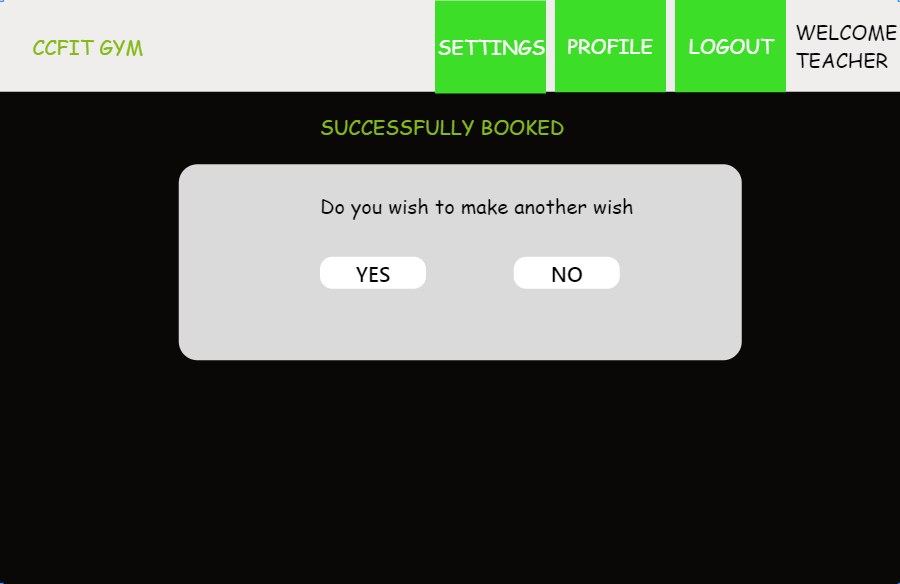 CCFIT GYM
SETTINGS
PROFILE
LOGOUT
WELCOME
TEACHER
SUCCESSFULLY BOOKED
Do you wish to make another wish
YES
NO